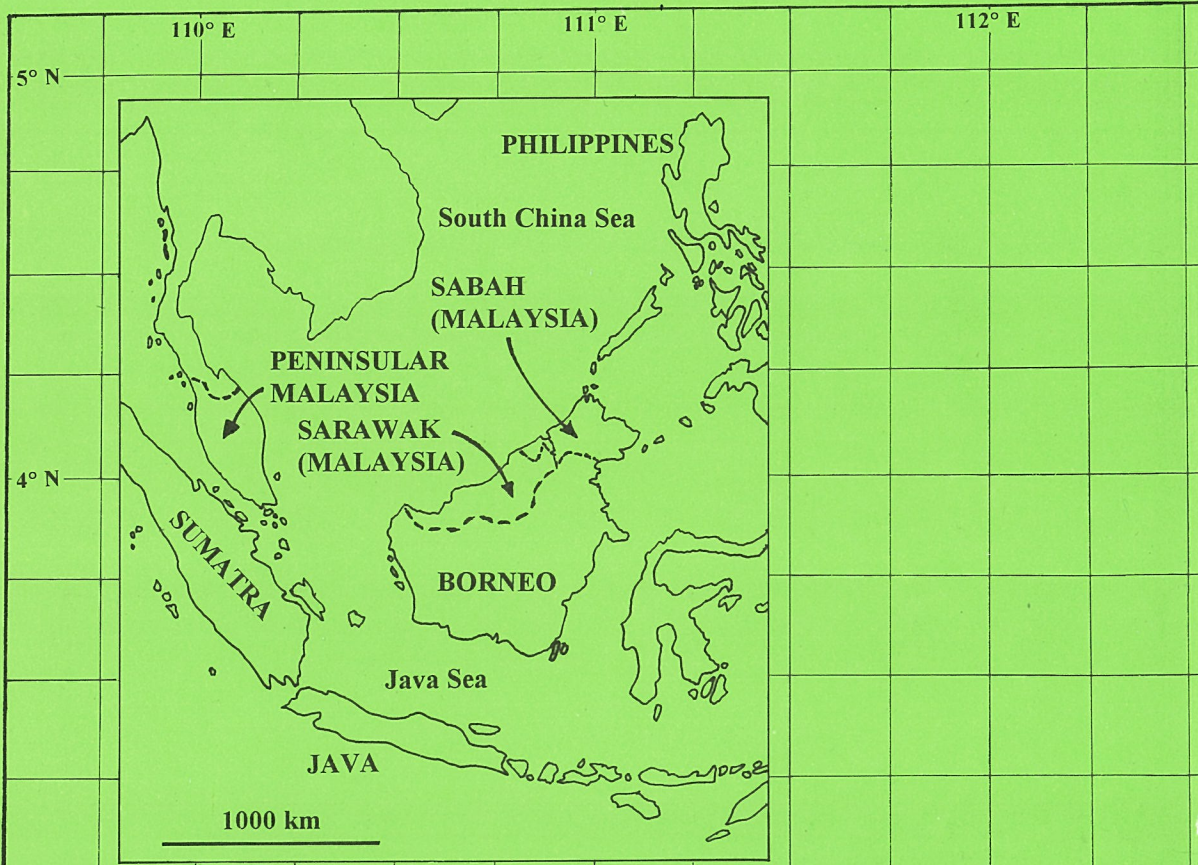 110° E
111° E
112° E
5° N
PHILIPPINES
South China Sea
SABAH
(MALAYSIA)
PENINSULAR
MALAYSIA
SARAWAK
(MALAYSIA)
4° N
SUMATRA
BORNEO
Java Sea
JAVA
1000 km